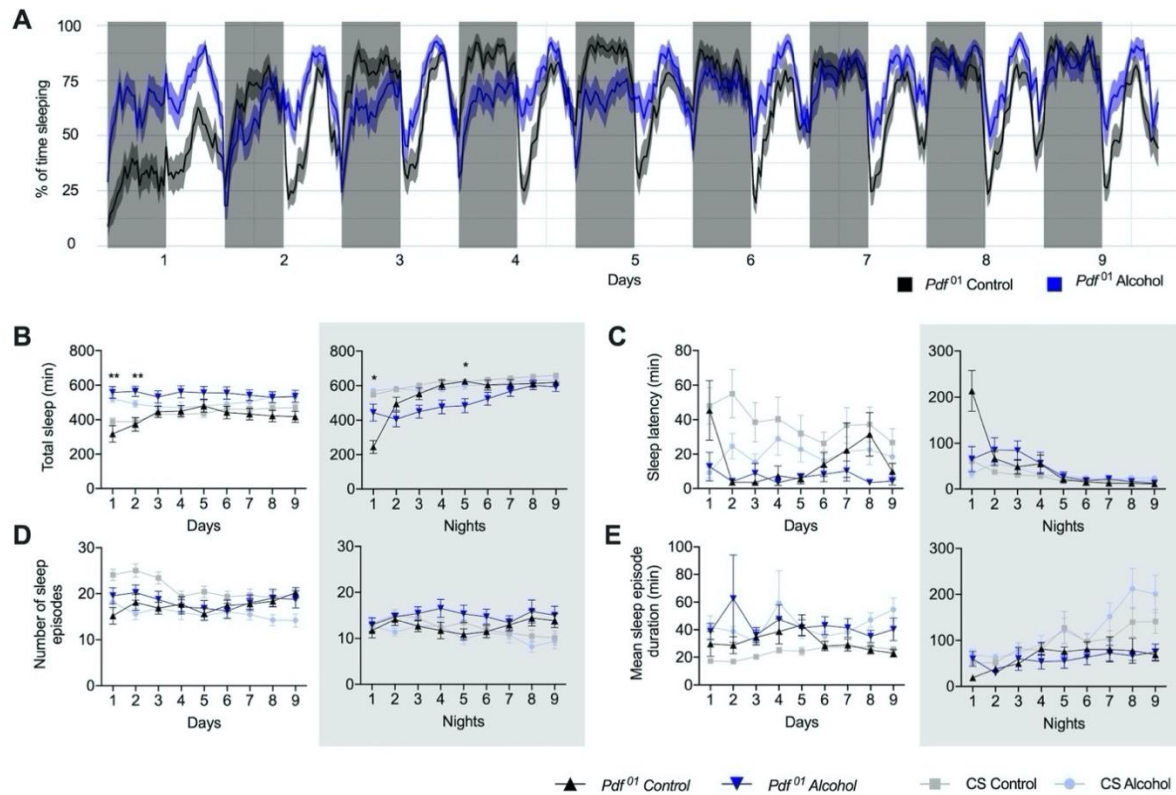 A
100
75
50
25
0
% of time sleeping
1 2 3 4 5 6 7 8 9
Days
Pdf 01 Control Pdf 01 Alcohol
B
Total sleep (min)
800
600
400
200
0
** **
1 2 3 4 5 6 7 8 9
Days
800
600
400
200
0
* *
1 2 3 4 5 6 7 8 9
Nights
C
Sleep latency (min)
80
60
40
20
0
1 2 3 4 5 6 7 8 9
Days
300
200
100
0
1 2 3 4 5 6 7 8 9
Nights
D
Number of sleep
episodes
30
20
10
0
1 2 3 4 5 6 7 8 9
Days
30
20
10
0
1 2 3 4 5 6 7 8 9
Nights
E
Mean sleep episode
duration (min)
100
80
60
40
20
0
1 2 3 4 5 6 7 8 9
Days
300
200
100
0
1 2 3 4 5 6 7 8 9
Nights
Pdf 01 Control Pdf 01 Alcohol CS Control CS Alcohol